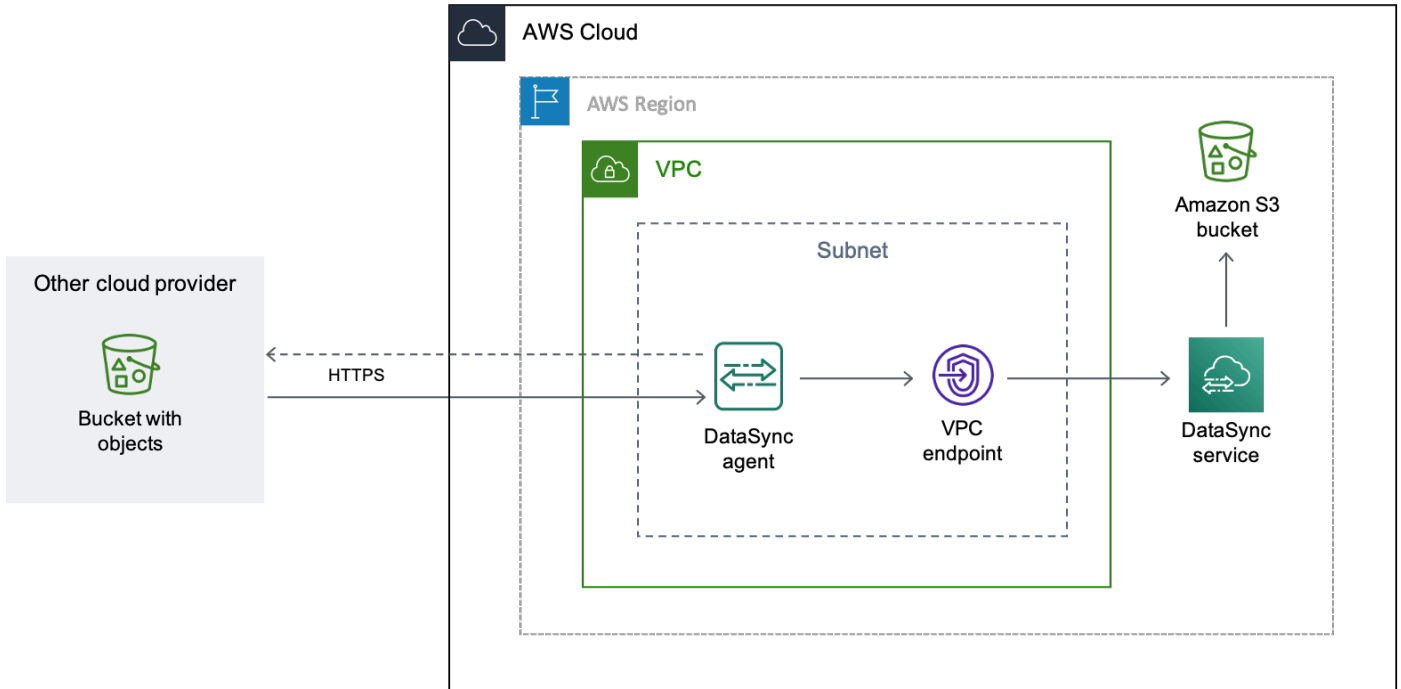 AWS Cloud
AWS Region
VPC
Amazon S3
bucket
Subnet
Other cloud provider
HTTPS
Bucket with
objects
DataSync
agent
VPC
endpoint
DataSync
service